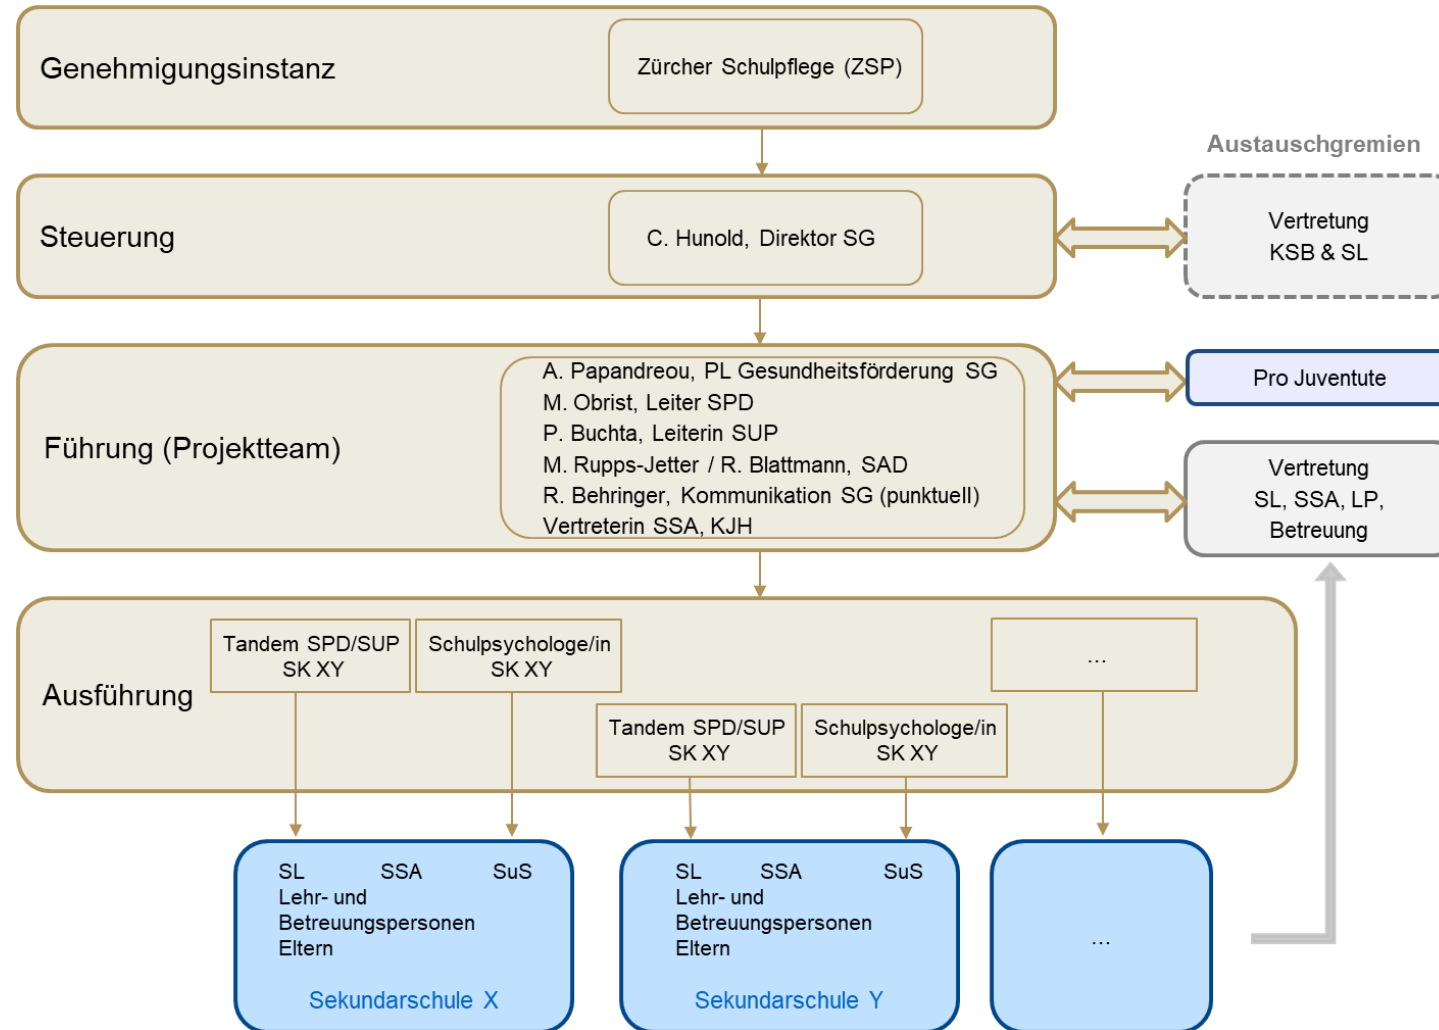 Genehmigungsinstanz
Zürcher Schulpflege (ZSP)
Austauschgremien
Steuerung
C. Hunold, Direktor SG
Vertretung
KSB & SL
Führung (Projektteam)
A. Papandreou, PL Gesundheitsförderung SG
M. Obrist, Leiter SPD
P. Buchta, Leiterin SUP
M. Rupps-Jetter / R. Blattmann, SAD
R. Behringer, Kommunikation SG (punktuell)
Vertreterin SSA, KJH
Pro Juventute
Vertretung
SL, SSA, LP,
Betreuung
Ausführung
Tandem SPD/SUP
SK XY
Schulpsychologe/in
SK XY
...
Tandem SPD/SUP
SK XY
Schulpsychologe/in
SK XY
SL SSA SuS
Lehr- und
Betreuungspersonen
Eltern
Sekundarschule X
SL SSA SuS
Lehr- und
Betreuungspersonen
Eltern
Sekundarschule Y
...